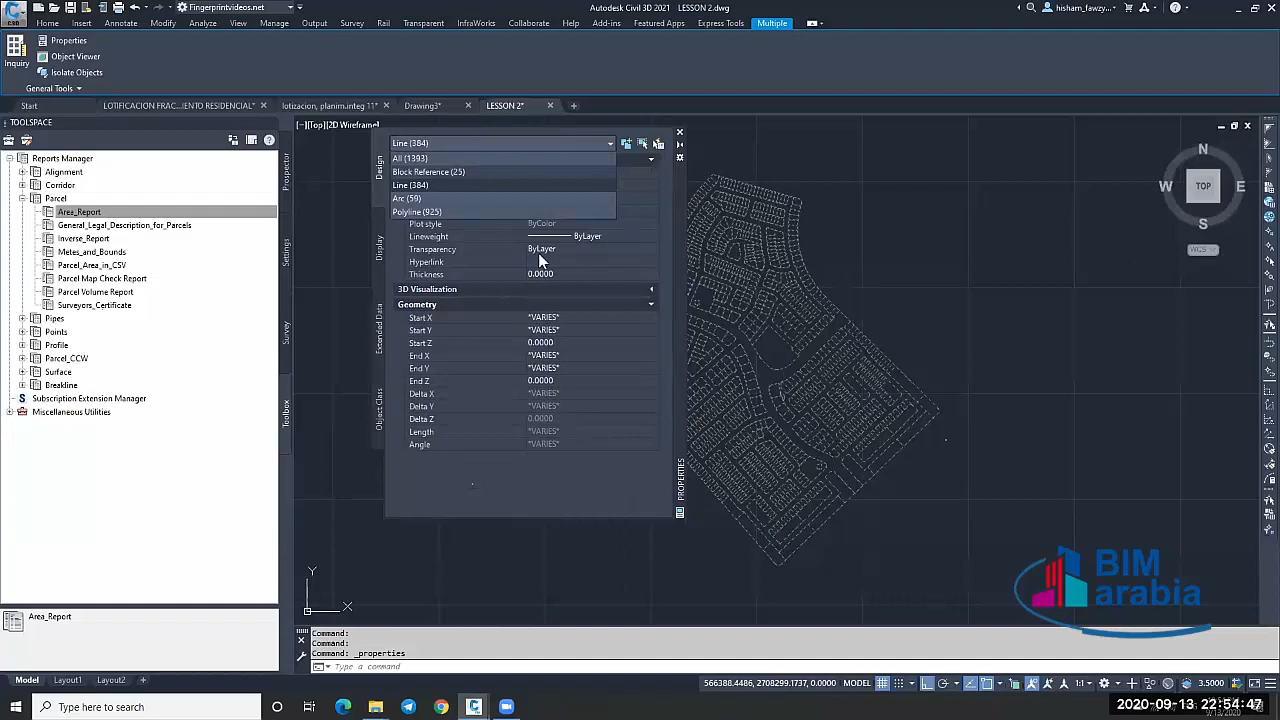 Fingerprintvideos.net
Autodesk Civil 3D 2021 LESSON 2.dwg
hisham_fawzy...
Home Insert Annotate Modify Analyze View Manage Output Survey Rail Transparent InfraWorks Collaborate Help Add-ins Featured Apps Express Tools Multiple
Inquiry
Properties
Object Viewer
Isolate Objects
General Tools
Start LOTIFICACION FRAC...IENTO RESIDENCIAL* lotizacion, planim.integ 11* Drawing3* LESSON 2*
TOOLSPACE
[−][Top][2D Wireframe]
Reports Manager
Alignment
Corridor
Parcel
Area_Report
General_Legal_Description_for_Parcels
Inverse_Report
Metes_and_Bounds
Parcel_Area_in_CSV
Parcel Map Check Report
Parcel Volume Report
Surveyors_Certificate
Pipes
Points
Profile
Parcel_CCW
Surface
Breakline
Subscription Extension Manager
Miscellaneous Utilities
Prospector
Settings
Survey
Toolbox
Area_Report
Design
Display
Extended Data
Object Class
Line (384)
All (1393)
Block Reference (25)
Line (384)
Arc (59)
Polyline (925)
Plot style ByColor
Lineweight ByLayer
Transparency ByLayer
Hyperlink
Thickness 0.0000
3D Visualization
Geometry
Start X *VARIES*
Start Y *VARIES*
Start Z 0.0000
End X *VARIES*
End Y *VARIES*
End Z 0.0000
Delta X *VARIES*
Delta Y *VARIES*
Delta Z 0.0000
Length *VARIES*
Angle *VARIES*
PROPERTIES
N
W TOP E
S
WCS
Y
X
BIM
arabia
Command:
Command:
Command: _properties
Type a command
Model Layout1 Layout2
566388.4486, 2708299.1737, 0.0000 MODEL 1:1 3.5000
Type here to search
2020-09-13 22:54:47